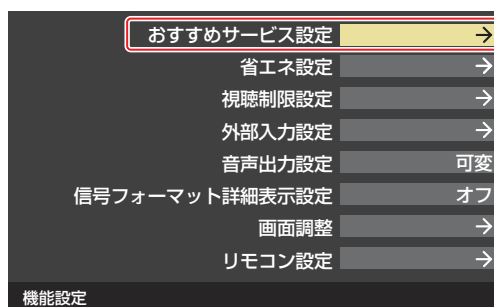 おすすめサービス設定 →
省エネ設定 →
視聴制限設定 →
外部入力設定 →
音声出力設定 可変
信号フォーマット詳細表示設定 オフ
画面調整 →
リモコン設定 →
機能設定